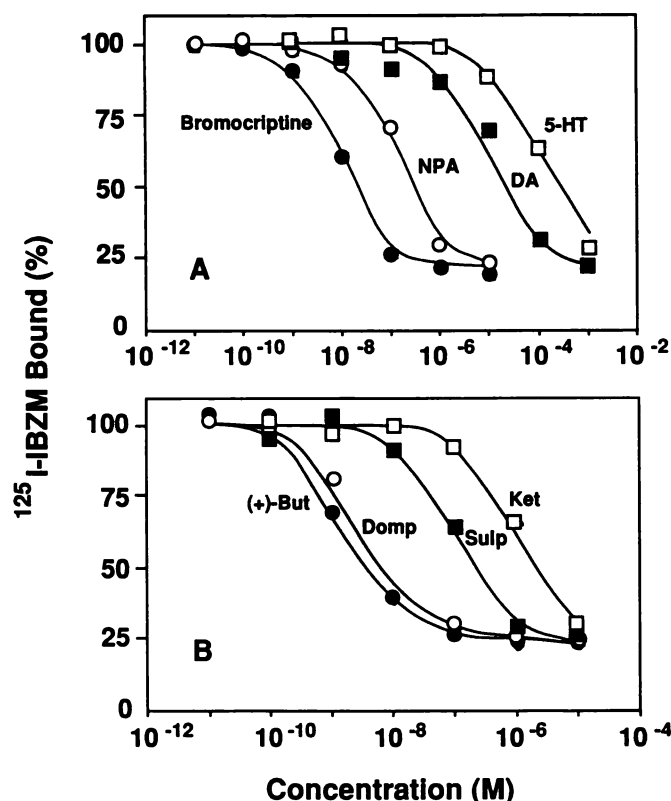 125 I-IBZM Bound (%)
100
75
50
25
0
Bromocriptine
NPA
DA
5-HT
A
10 -12
10 -10
10 -8
10 -6
10 -4
10 -2
100
75
50
25
0
(+)-But
Domp
Sulp
Ket
B
10 -12
10 -10
10 -8
10 -6
10 -4
Concentration (M)